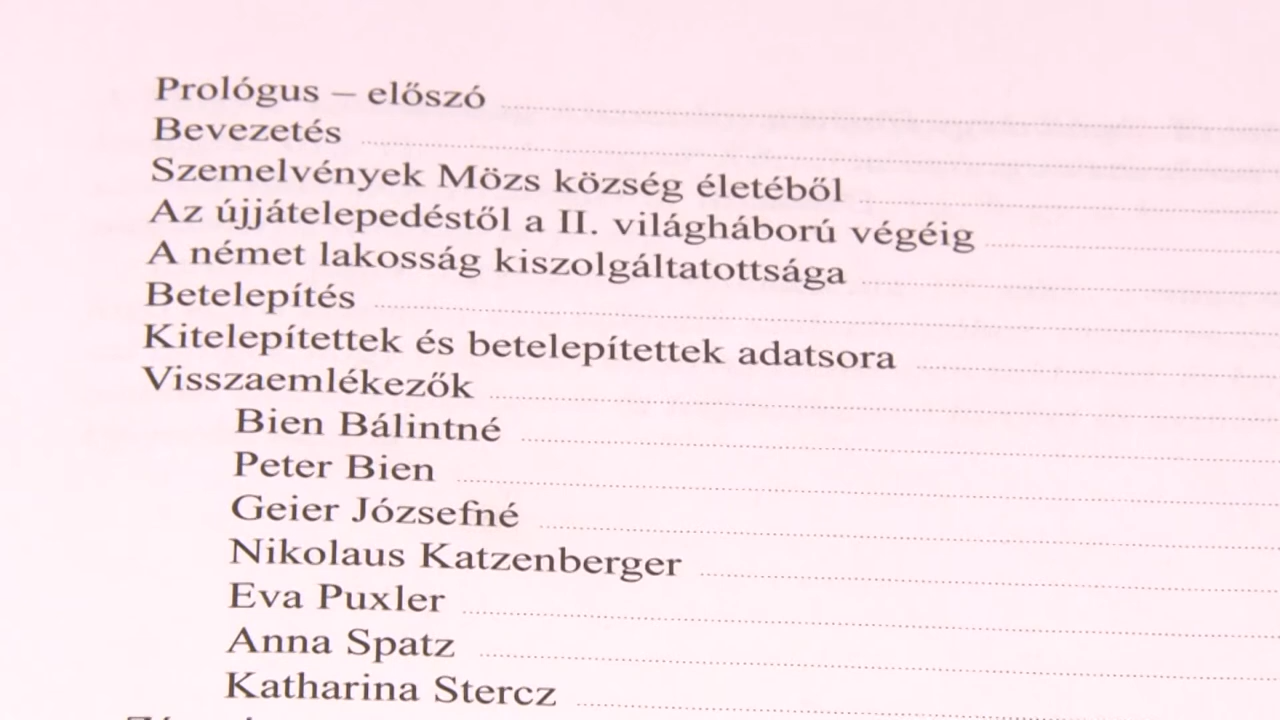 Prológus – előszó
Bevezetés
Szemelvények Mözs község életéből
Az újjátelepedéstől a II. világháború végéig
A német lakosság kiszolgáltatottsága
Betelepítés
Kitelepítettek és betelepítettek adatsora
Visszaemlékezők
Bien Bálintné
Peter Bien
Geier Józsefné
Nikolaus Katzenberger
Eva Puxler
Anna Spatz
Katharina Stercz